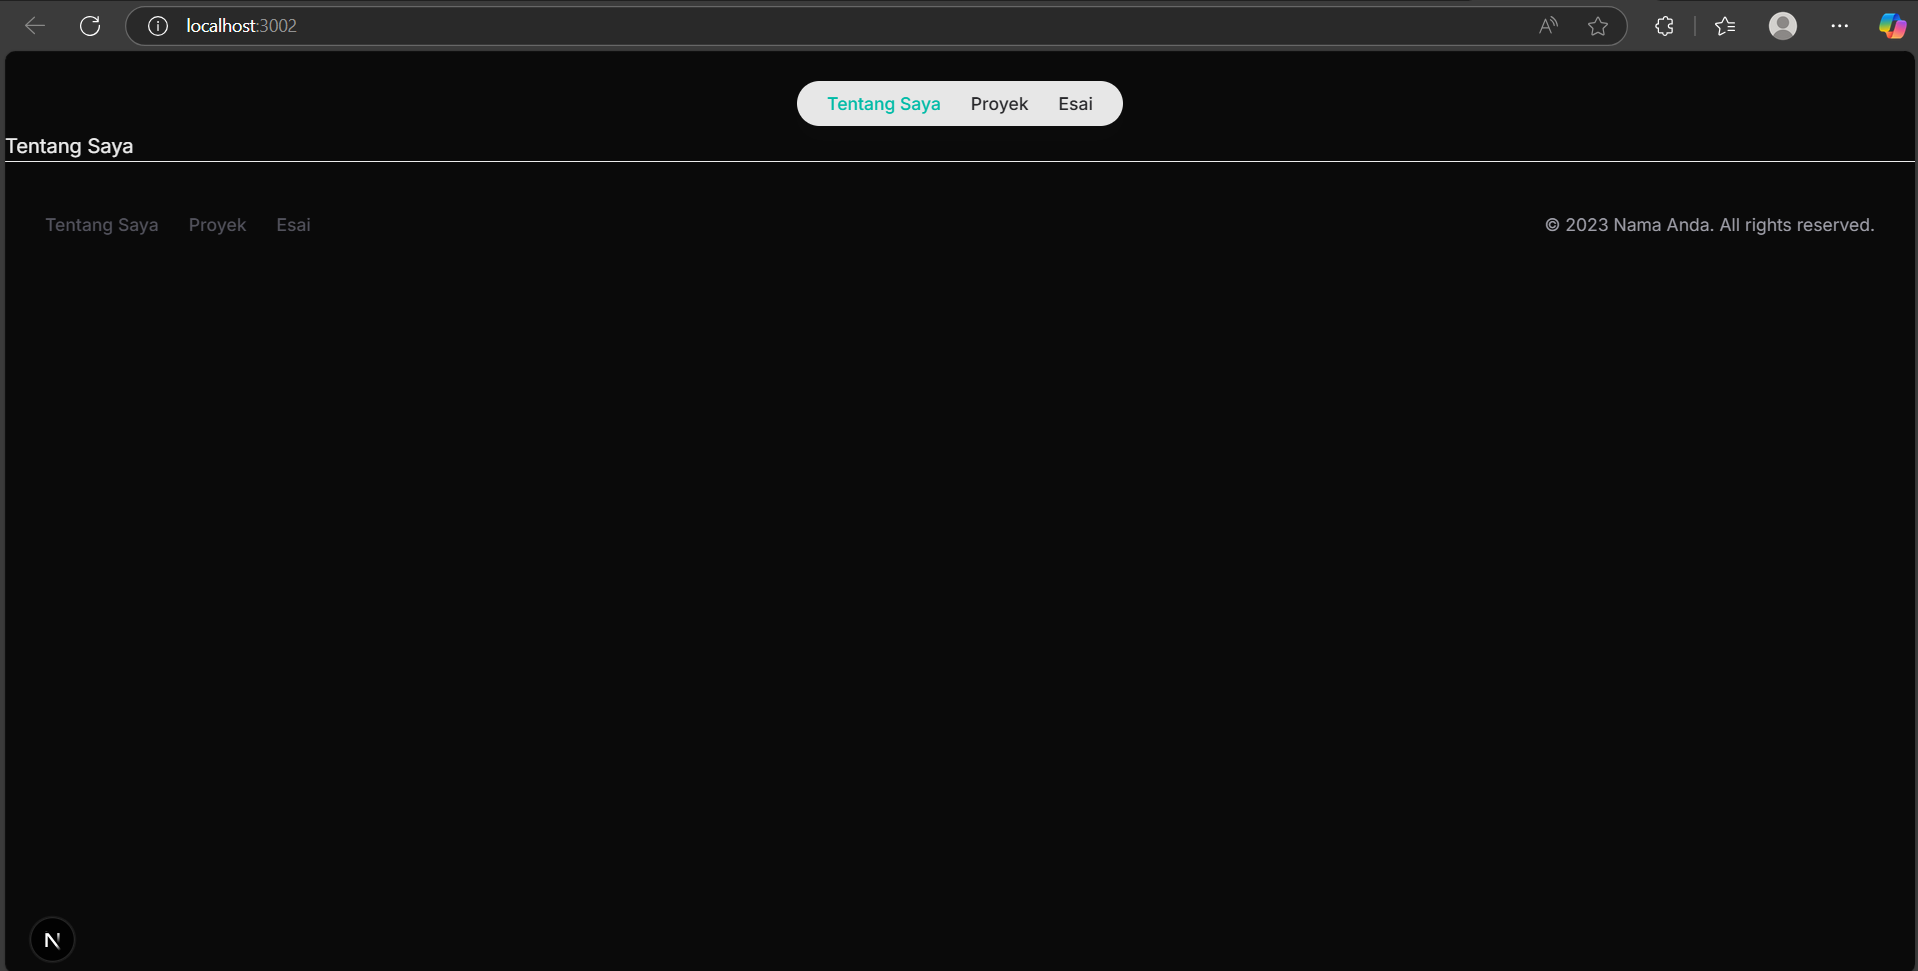 localhost:3002
Tentang Saya Proyek Esai
Tentang Saya
Tentang Saya Proyek Esai © 2023 Nama Anda. All rights reserved.
N